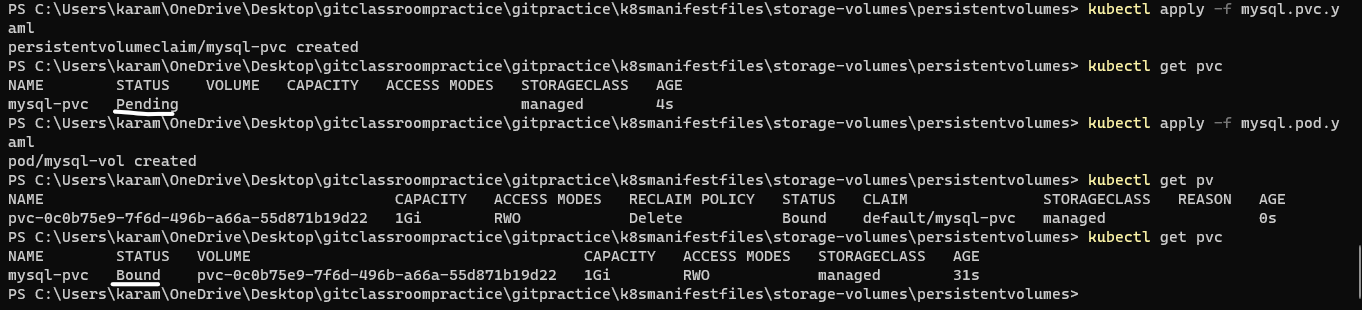 PS C:\Users\karam\OneDrive\Desktop\gitclassroompractice\gitpractice\k8smanifestfiles\storage-volumes\persistentvolumes> kubectl apply -f mysql.pvc.y
aml
persistentvolumeclaim/mysql-pvc created
PS C:\Users\karam\OneDrive\Desktop\gitclassroompractice\gitpractice\k8smanifestfiles\storage-volumes\persistentvolumes> kubectl get pvc
NAME        STATUS    VOLUME   CAPACITY   ACCESS MODES   STORAGECLASS   AGE
mysql-pvc   Pending                                      managed        4s
PS C:\Users\karam\OneDrive\Desktop\gitclassroompractice\gitpractice\k8smanifestfiles\storage-volumes\persistentvolumes> kubectl apply -f mysql.pod.y
aml
pod/mysql-vol created
PS C:\Users\karam\OneDrive\Desktop\gitclassroompractice\gitpractice\k8smanifestfiles\storage-volumes\persistentvolumes> kubectl get pv
NAME                                       CAPACITY   ACCESS MODES   RECLAIM POLICY   STATUS   CLAIM               STORAGECLASS   REASON   AGE
pvc-0c0b75e9-7f6d-496b-a66a-55d871b19d22   1Gi        RWO            Delete           Bound    default/mysql-pvc   managed                 0s
PS C:\Users\karam\OneDrive\Desktop\gitclassroompractice\gitpractice\k8smanifestfiles\storage-volumes\persistentvolumes> kubectl get pvc
NAME        STATUS   VOLUME                                     CAPACITY   ACCESS MODES   STORAGECLASS   AGE
mysql-pvc   Bound    pvc-0c0b75e9-7f6d-496b-a66a-55d871b19d22   1Gi        RWO            managed        31s
PS C:\Users\karam\OneDrive\Desktop\gitclassroompractice\gitpractice\k8smanifestfiles\storage-volumes\persistentvolumes>